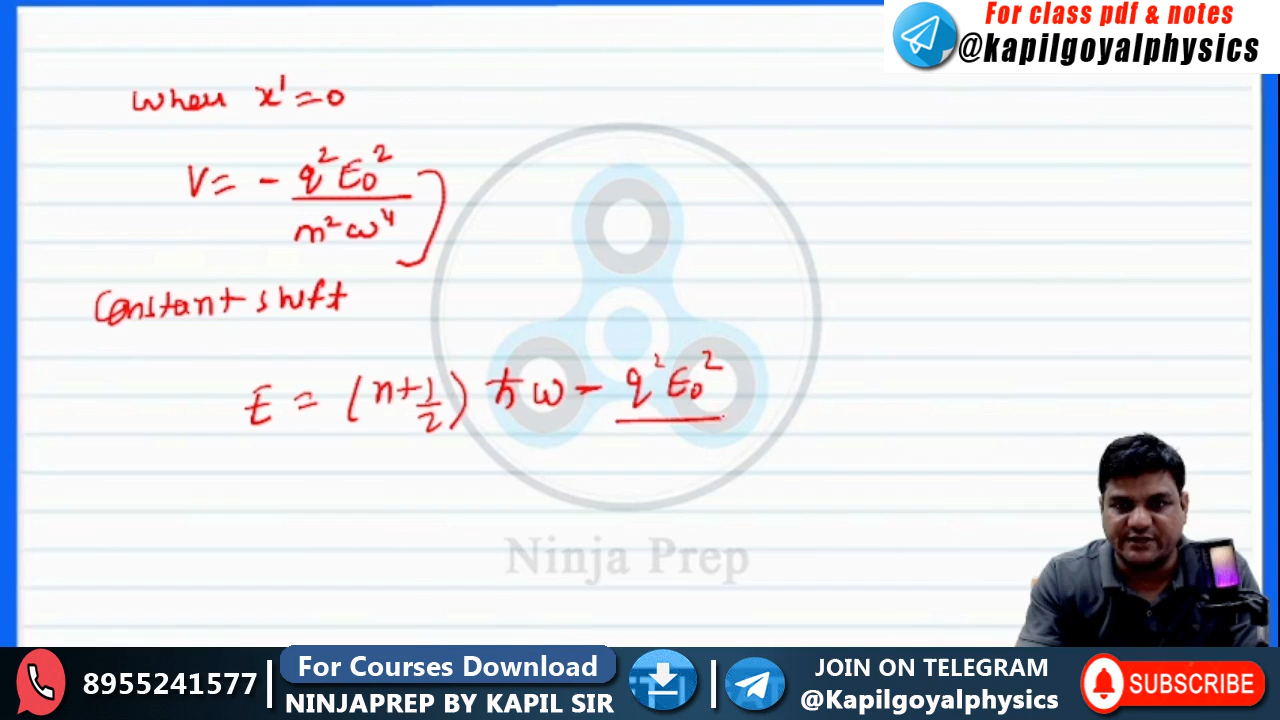 For class pdf & notes
@kapilgoyalphysics
when x' = 0
V = - q²E₀² / m²ω⁴
Constant shift
E = (n+1/2) ħω - q²E₀²
Ninja Prep
8955241577
For Courses Download
NINJAPREP BY KAPIL SIR
JOIN ON TELEGRAM
@Kapilgoyalphysics
SUBSCRIBE